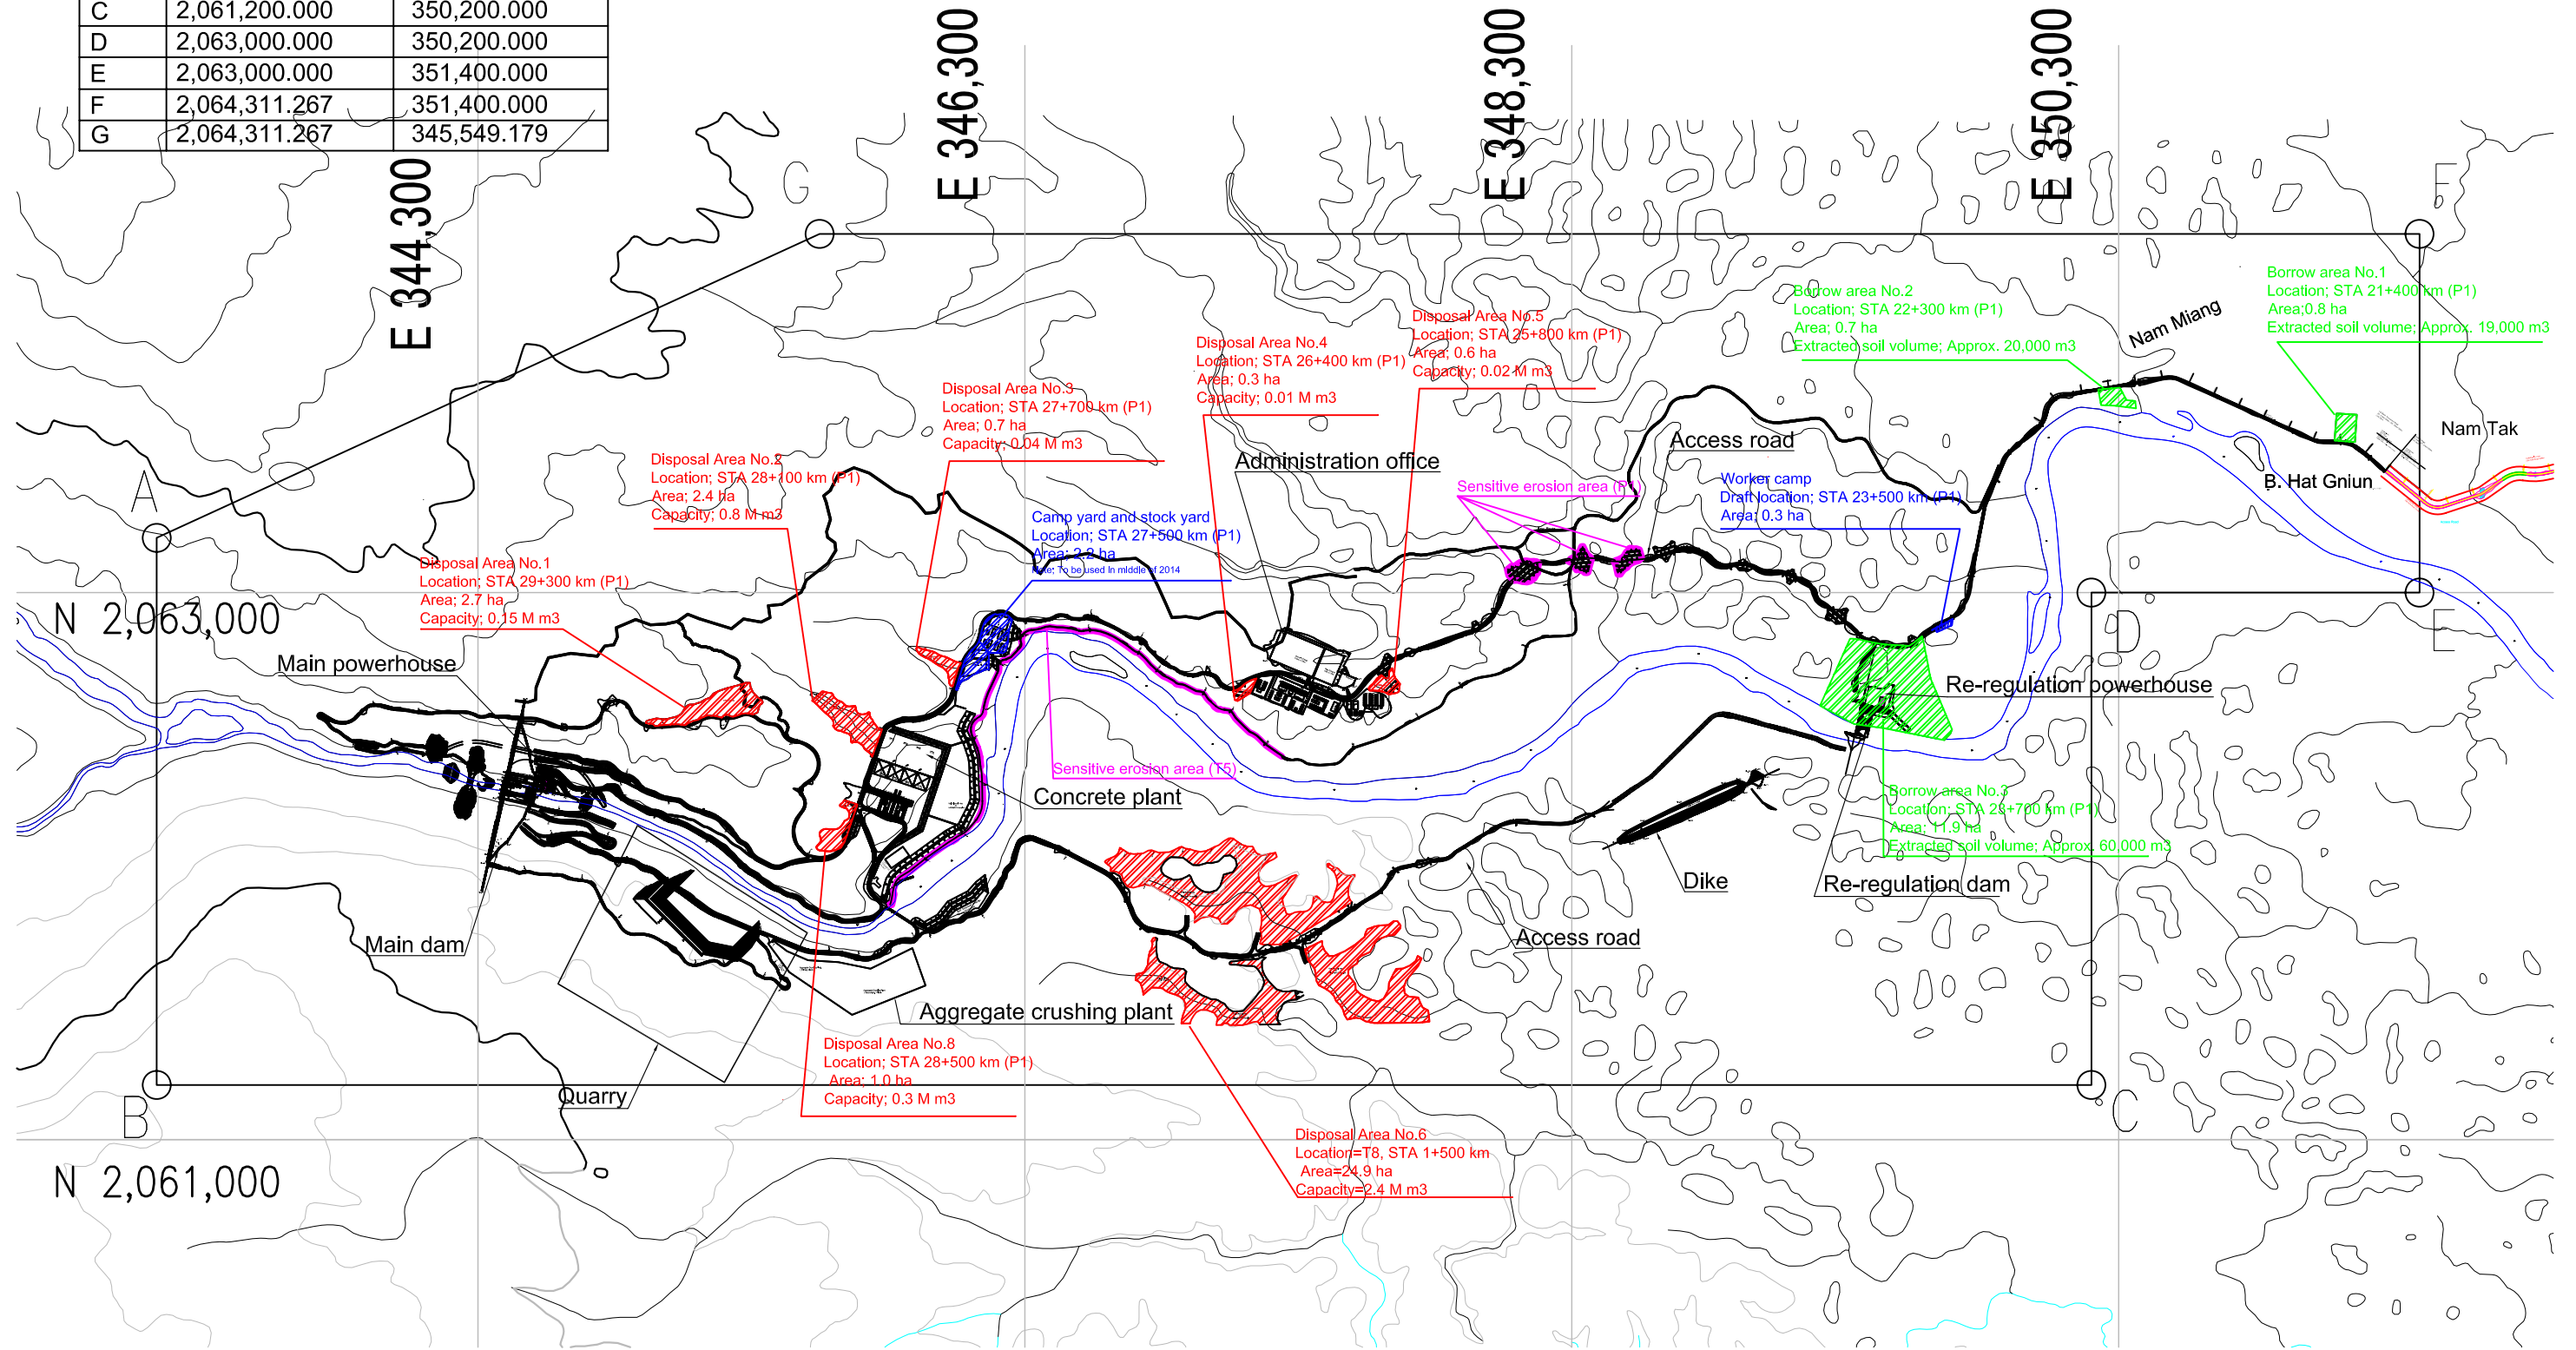 C 2,061,200.000 350,200.000
D 2,063,000.000 350,200.000
E 2,063,000.000 351,400.000
F 2,064,311.267 351,400.000
G 2,064,311.267 345,549.179
E 344,300
E 346,300
E 348,300
E 350,300
G
F
A
B
C
D
E
N 2,063,000
N 2,061,000
Borrow area No.1
Location; STA 21+400 km (P1)
Area;0.8 ha
Extracted soil volume; Approx. 19,000 m3
Borrow area No.2
Location; STA 22+300 km (P1)
Area; 0.7 ha
Extracted soil volume; Approx. 20,000 m3
Nam Miang
Nam Tak
B. Hat Gniun
Disposal Area No.5
Location; STA 25+800 km (P1)
Area; 0.6 ha
Capacity; 0.02 M m3
Disposal Area No.4
Location; STA 26+400 km (P1)
Area; 0.3 ha
Capacity; 0.01 M m3
Disposal Area No.3
Location; STA 27+700 km (P1)
Area; 0.7 ha
Capacity; 0.04 M m3
Disposal Area No.2
Location; STA 28+100 km (P1)
Area; 2.4 ha
Capacity; 0.8 M m3
Disposal Area No.1
Location; STA 29+300 km (P1)
Area; 2.7 ha
Capacity; 0.15 M m3
Administration office
Access road
Sensitive erosion area (P1)
Worker camp
Draft location; STA 23+500 km (P1)
Area; 0.3 ha
Camp yard and stock yard
Location; STA 27+500 km (P1)
Area; 2.2 ha
Note; To be used in middle of 2014
Main powerhouse
Re-regulation powerhouse
Sensitive erosion area (T5)
Concrete plant
Borrow area No.3
Location; STA 23+700 km (P1)
Area; 11.9 ha
Extracted soil volume; Approx. 60,000 m3
Dike
Re-regulation dam
Access road
Main dam
Aggregate crushing plant
Quarry
Disposal Area No.8
Location; STA 28+500 km (P1)
Area; 1.0 ha
Capacity; 0.3 M m3
Disposal Area No.6
Location=T8, STA 1+500 km
Area=24.9 ha
Capacity=2.4 M m3